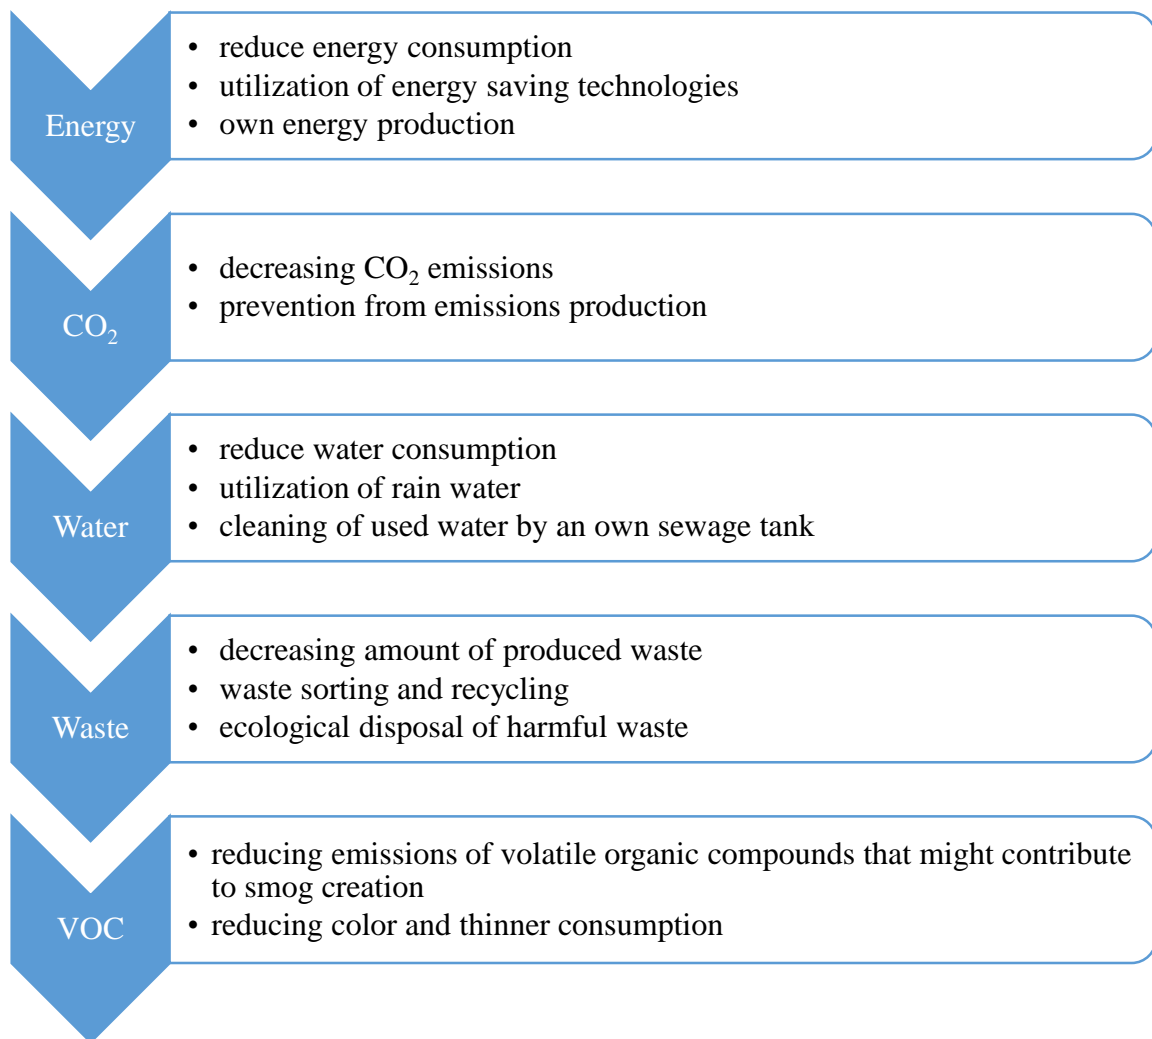 Energy
• reduce energy consumption
• utilization of energy saving technologies
• own energy production
CO₂
• decreasing CO₂ emissions
• prevention from emissions production
Water
• reduce water consumption
• utilization of rain water
• cleaning of used water by an own sewage tank
Waste
• decreasing amount of produced waste
• waste sorting and recycling
• ecological disposal of harmful waste
VOC
• reducing emissions of volatile organic compounds that might contribute
to smog creation
• reducing color and thinner consumption